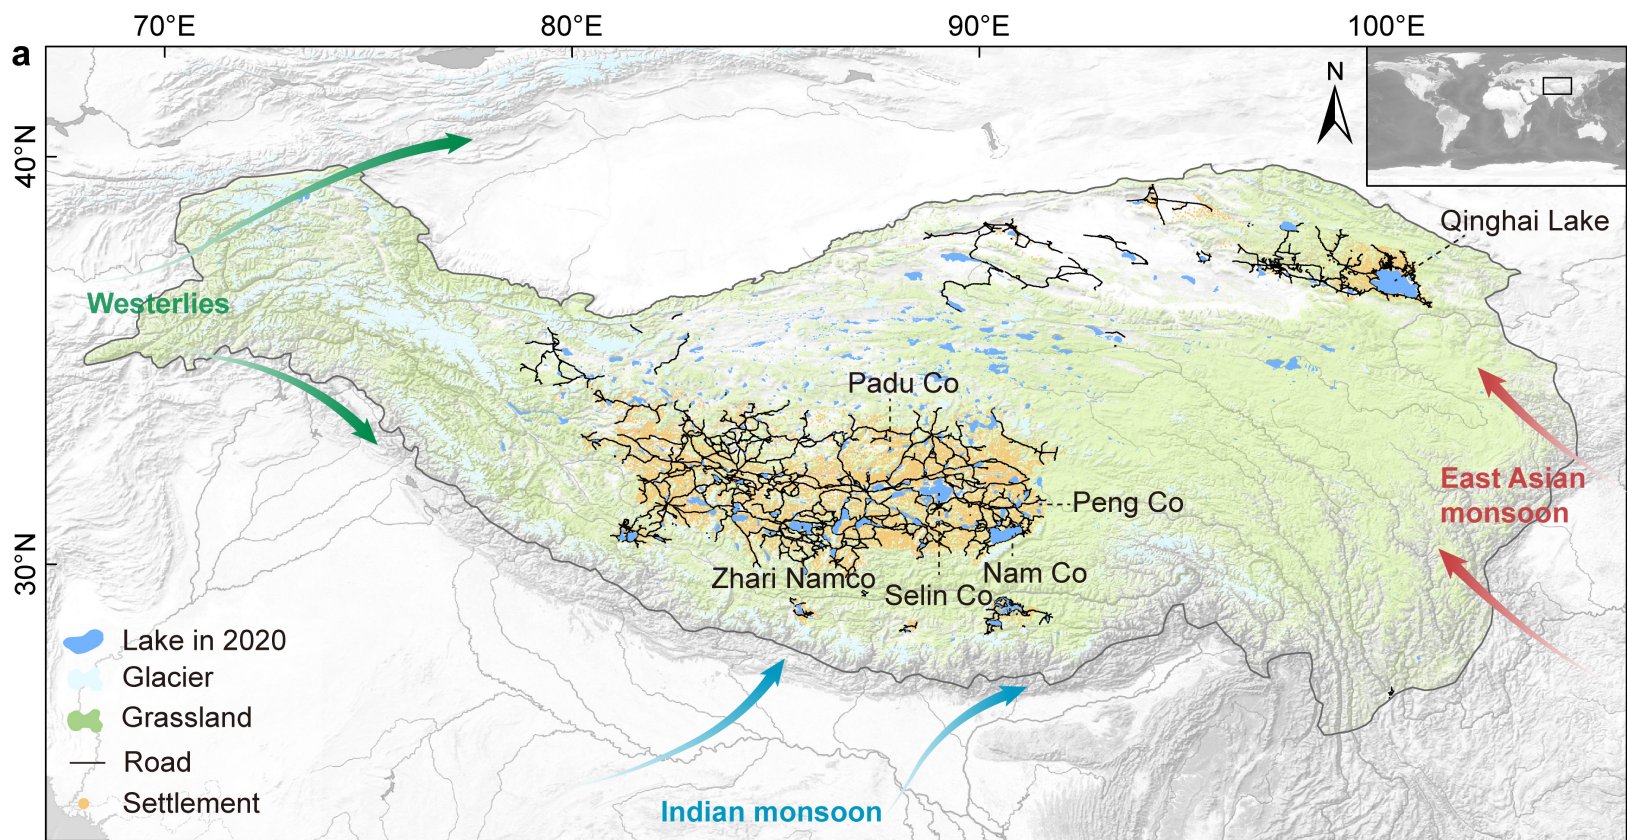 70°E
80°E
90°E
100°E
a
N
40°N
Qinghai Lake
Westerlies
Padu Co
East Asian
monsoon
Peng Co
30°N
Zhari Namco
Nam Co
Selin Co
Lake in 2020
Glacier
Grassland
Road
Settlement
Indian monsoon